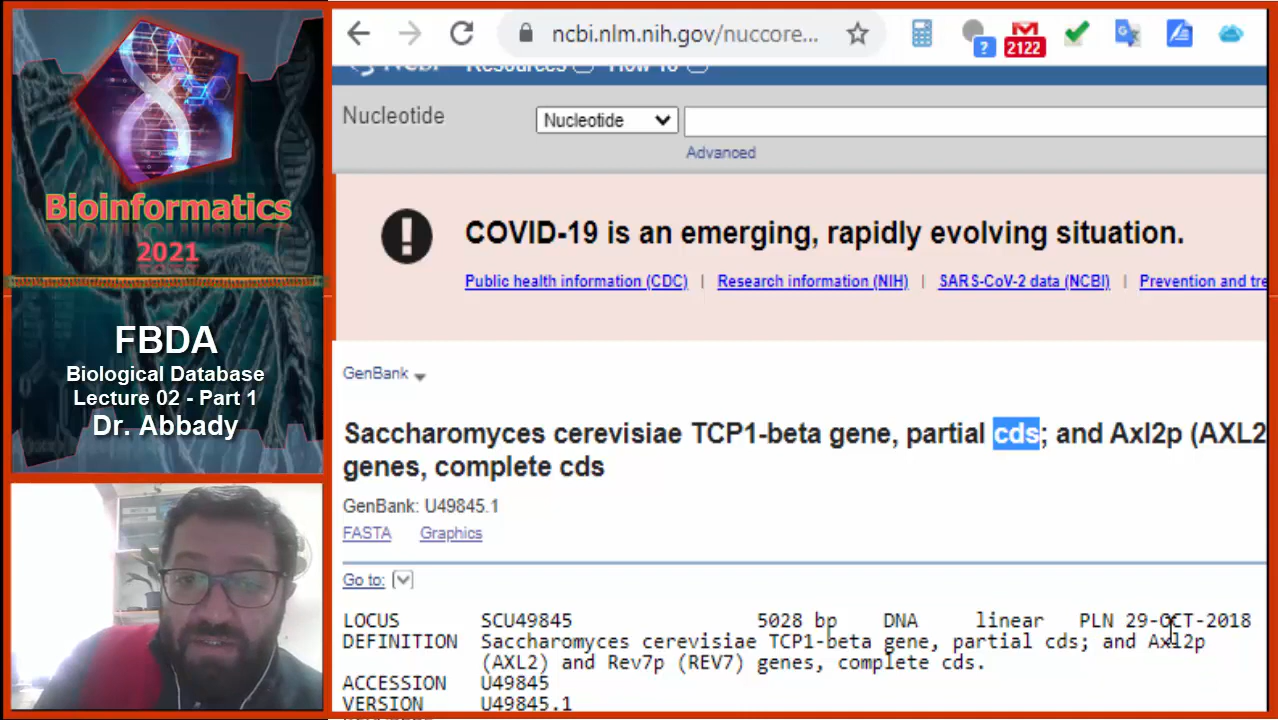 Bioinformatics
2021
FBDA
Biological Database
Lecture 02 - Part 1
Dr. Abbady
ncbi.nlm.nih.gov/nuccore...
?
2122
Resources How To
Nucleotide
Nucleotide
Advanced
!
COVID-19 is an emerging, rapidly evolving situation.
Public health information (CDC) | Research information (NIH) | SARS-CoV-2 data (NCBI) | Prevention and tre
GenBank
Saccharomyces cerevisiae TCP1-beta gene, partial cds; and Axl2p (AXL2
genes, complete cds
GenBank: U49845.1
FASTA Graphics
Go to:
LOCUS SCU49845 5028 bp DNA linear PLN 29-OCT-2018
DEFINITION Saccharomyces cerevisiae TCP1-beta gene, partial cds; and Axl2p
(AXL2) and Rev7p (REV7) genes, complete cds.
ACCESSION U49845
VERSION U49845.1